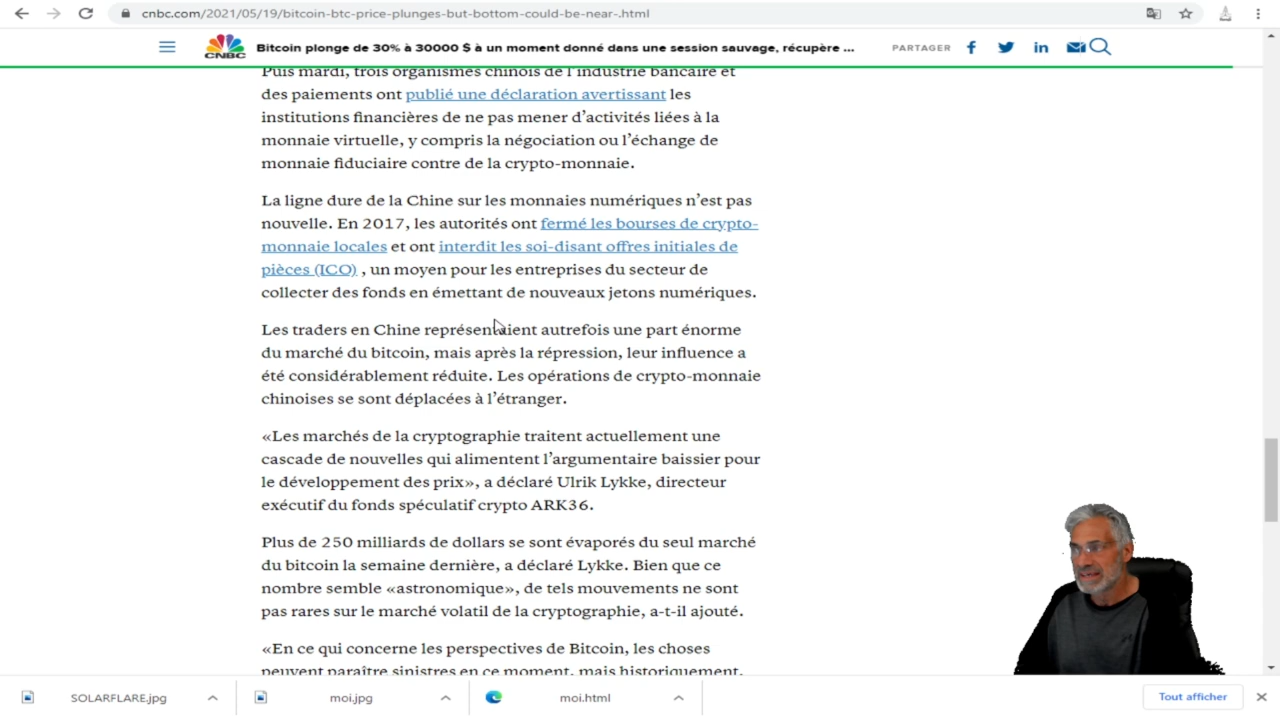 cnbc.com/2021/05/19/bitcoin-btc-price-plunges-but-bottom-could-be-near-.html
CNBC
Bitcoin plonge de 30% à 30000 $ à un moment donné dans une session sauvage, récupère ...
PARTAGER
Puis mardi, trois organismes chinois de l'industrie bancaire et
des paiements ont publié une déclaration avertissant les
institutions financières de ne pas mener d'activités liées à la
monnaie virtuelle, y compris la négociation ou l'échange de
monnaie fiduciaire contre de la crypto-monnaie.
La ligne dure de la Chine sur les monnaies numériques n'est pas
nouvelle. En 2017, les autorités ont fermé les bourses de crypto-
monnaie locales et ont interdit les soi-disant offres initiales de
pièces (ICO) , un moyen pour les entreprises du secteur de
collecter des fonds en émettant de nouveaux jetons numériques.
Les traders en Chine représentaient autrefois une part énorme
du marché du bitcoin, mais après la répression, leur influence a
été considérablement réduite. Les opérations de crypto-monnaie
chinoises se sont déplacées à l'étranger.
«Les marchés de la cryptographie traitent actuellement une
cascade de nouvelles qui alimentent l'argumentaire baissier pour
le développement des prix», a déclaré Ulrik Lykke, directeur
exécutif du fonds spéculatif crypto ARK36.
Plus de 250 milliards de dollars se sont évaporés du seul marché
du bitcoin la semaine dernière, a déclaré Lykke. Bien que ce
nombre semble «astronomique», de tels mouvements ne sont
pas rares sur le marché volatil de la cryptographie, a-t-il ajouté.
«En ce qui concerne les perspectives de Bitcoin, les choses
peuvent paraître sinistres en ce moment, mais historiquement,
SOLARFLARE.jpg
moi.jpg
moi.html
Tout afficher